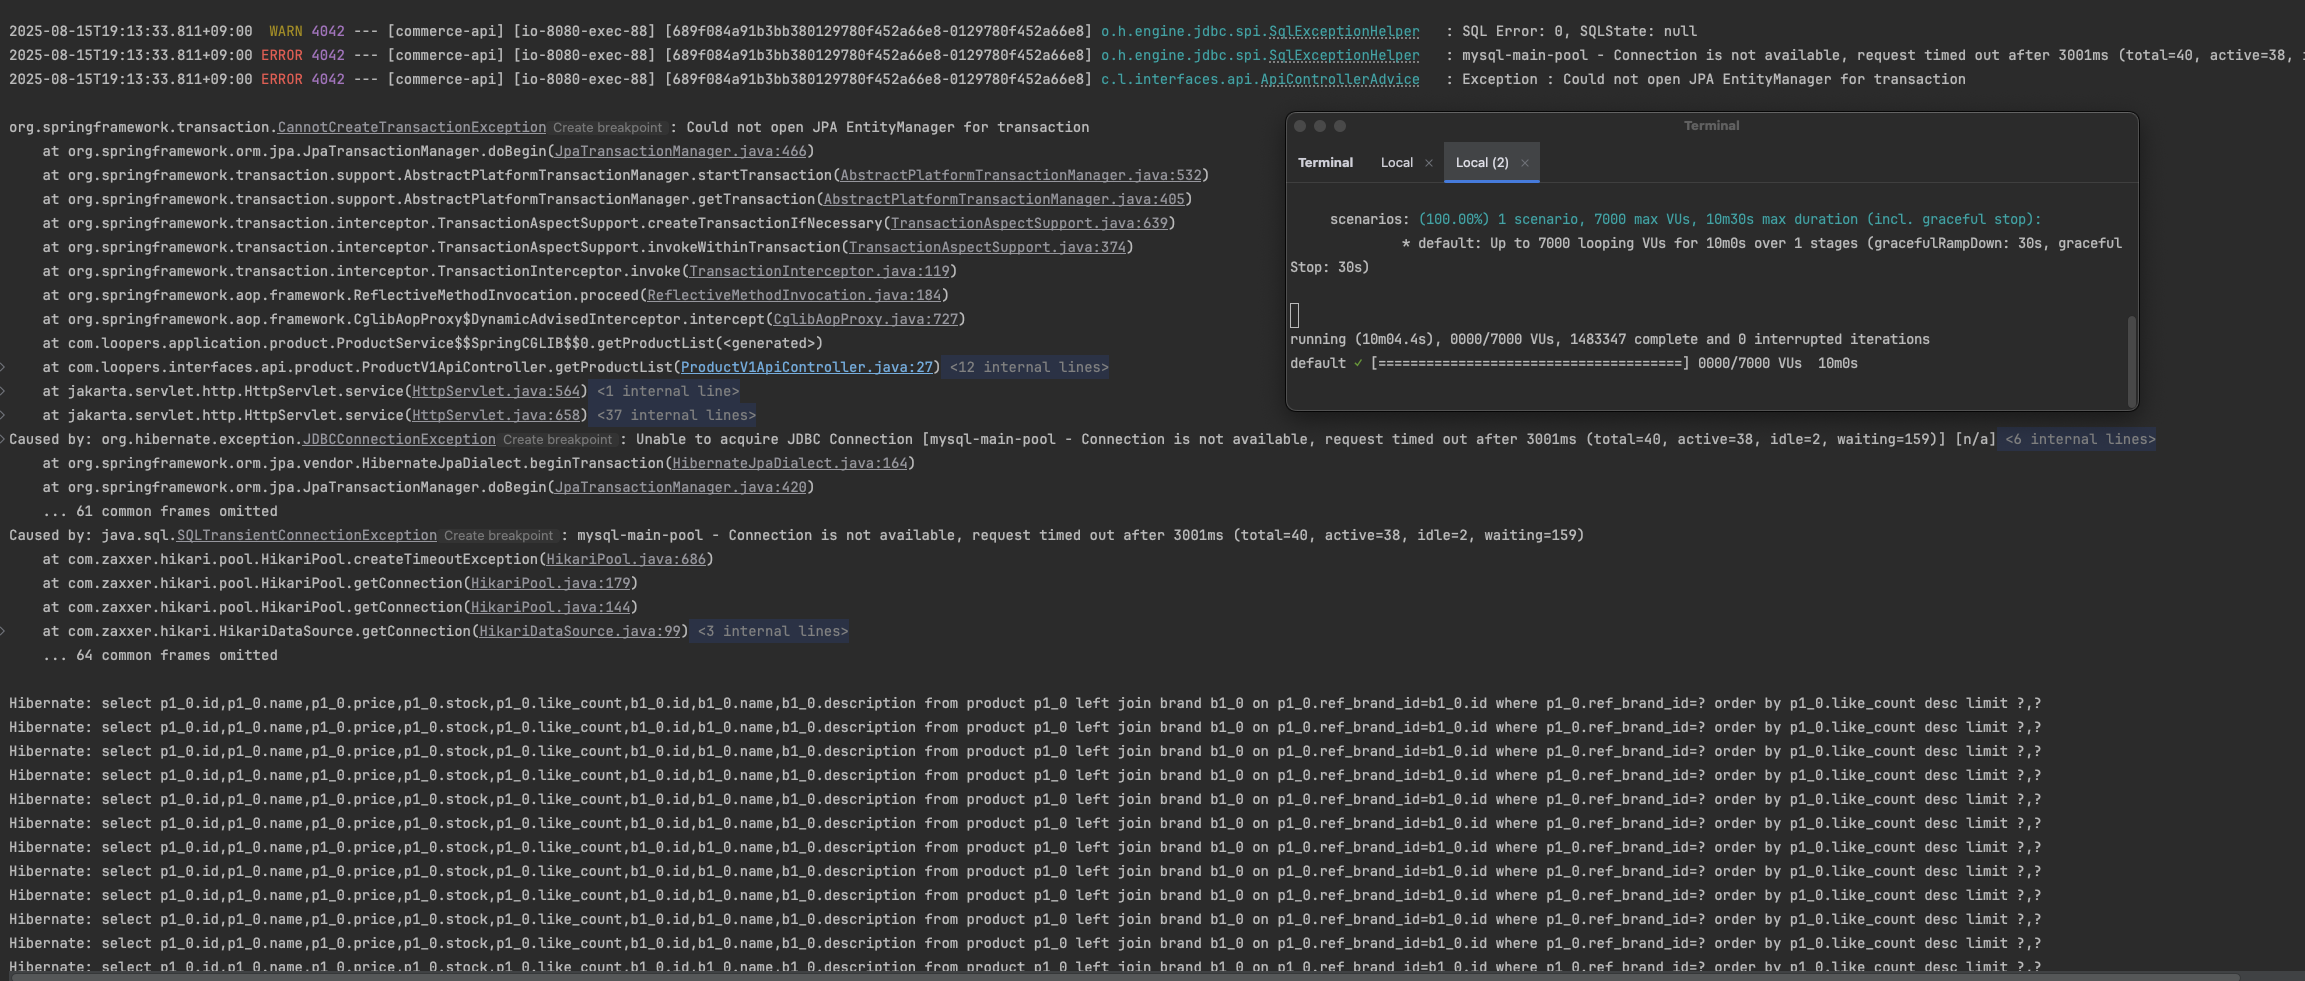 2025-08-15T19:13:33.811+09:00  WARN 4042 --- [commerce-api] [io-8080-exec-88] [689f084a91b3bb380129780f452a66e8-0129780f452a66e8] o.h.engine.jdbc.spi.SqlExceptionHelper   : SQL Error: 0, SQLState: null
2025-08-15T19:13:33.811+09:00 ERROR 4042 --- [commerce-api] [io-8080-exec-88] [689f084a91b3bb380129780f452a66e8-0129780f452a66e8] o.h.engine.jdbc.spi.SqlExceptionHelper   : mysql-main-pool - Connection is not available, request timed out after 3001ms (total=40, active=38,
2025-08-15T19:13:33.811+09:00 ERROR 4042 --- [commerce-api] [io-8080-exec-88] [689f084a91b3bb380129780f452a66e8-0129780f452a66e8] c.l.interfaces.api.ApiControllerAdvice   : Exception : Could not open JPA EntityManager for transaction
org.springframework.transaction.CannotCreateTransactionException Create breakpoint : Could not open JPA EntityManager for transaction
at org.springframework.orm.jpa.JpaTransactionManager.doBegin(JpaTransactionManager.java:466)
at org.springframework.transaction.support.AbstractPlatformTransactionManager.startTransaction(AbstractPlatformTransactionManager.java:532)
at org.springframework.transaction.support.AbstractPlatformTransactionManager.getTransaction(AbstractPlatformTransactionManager.java:405)
at org.springframework.transaction.interceptor.TransactionAspectSupport.createTransactionIfNecessary(TransactionAspectSupport.java:639)
at org.springframework.transaction.interceptor.TransactionAspectSupport.invokeWithinTransaction(TransactionAspectSupport.java:374)
at org.springframework.transaction.interceptor.TransactionInterceptor.invoke(TransactionInterceptor.java:119)
at org.springframework.aop.framework.ReflectiveMethodInvocation.proceed(ReflectiveMethodInvocation.java:184)
at org.springframework.aop.framework.CglibAopProxy$DynamicAdvisedInterceptor.intercept(CglibAopProxy.java:727)
at com.loopers.application.product.ProductService$$SpringCGLIB$$0.getProductList(<generated>)
at com.loopers.interfaces.api.product.ProductV1ApiController.getProductList(ProductV1ApiController.java:27) <12 internal lines>
at jakarta.servlet.http.HttpServlet.service(HttpServlet.java:564) <1 internal line>
at jakarta.servlet.http.HttpServlet.service(HttpServlet.java:658) <37 internal lines>
Caused by: org.hibernate.exception.JDBCConnectionException Create breakpoint : Unable to acquire JDBC Connection [mysql-main-pool - Connection is not available, request timed out after 3001ms (total=40, active=38, idle=2, waiting=159)] [n/a] <6 internal lines>
at org.springframework.orm.jpa.vendor.HibernateJpaDialect.beginTransaction(HibernateJpaDialect.java:164)
at org.springframework.orm.jpa.JpaTransactionManager.doBegin(JpaTransactionManager.java:420)
... 61 common frames omitted
Caused by: java.sql.SQLTransientConnectionException Create breakpoint : mysql-main-pool - Connection is not available, request timed out after 3001ms (total=40, active=38, idle=2, waiting=159)
at com.zaxxer.hikari.pool.HikariPool.createTimeoutException(HikariPool.java:686)
at com.zaxxer.hikari.pool.HikariPool.getConnection(HikariPool.java:179)
at com.zaxxer.hikari.pool.HikariPool.getConnection(HikariPool.java:144)
at com.zaxxer.hikari.HikariDataSource.getConnection(HikariDataSource.java:99) <3 internal lines>
... 64 common frames omitted
Hibernate: select p1_0.id,p1_0.name,p1_0.price,p1_0.stock,p1_0.like_count,b1_0.id,b1_0.name,b1_0.description from product p1_0 left join brand b1_0 on p1_0.ref_brand_id=b1_0.id where p1_0.ref_brand_id=? order by p1_0.like_count desc limit ?,?
Hibernate: select p1_0.id,p1_0.name,p1_0.price,p1_0.stock,p1_0.like_count,b1_0.id,b1_0.name,b1_0.description from product p1_0 left join brand b1_0 on p1_0.ref_brand_id=b1_0.id where p1_0.ref_brand_id=? order by p1_0.like_count desc limit ?,?
Hibernate: select p1_0.id,p1_0.name,p1_0.price,p1_0.stock,p1_0.like_count,b1_0.id,b1_0.name,b1_0.description from product p1_0 left join brand b1_0 on p1_0.ref_brand_id=b1_0.id where p1_0.ref_brand_id=? order by p1_0.like_count desc limit ?,?
Hibernate: select p1_0.id,p1_0.name,p1_0.price,p1_0.stock,p1_0.like_count,b1_0.id,b1_0.name,b1_0.description from product p1_0 left join brand b1_0 on p1_0.ref_brand_id=b1_0.id where p1_0.ref_brand_id=? order by p1_0.like_count desc limit ?,?
Hibernate: select p1_0.id,p1_0.name,p1_0.price,p1_0.stock,p1_0.like_count,b1_0.id,b1_0.name,b1_0.description from product p1_0 left join brand b1_0 on p1_0.ref_brand_id=b1_0.id where p1_0.ref_brand_id=? order by p1_0.like_count desc limit ?,?
Hibernate: select p1_0.id,p1_0.name,p1_0.price,p1_0.stock,p1_0.like_count,b1_0.id,b1_0.name,b1_0.description from product p1_0 left join brand b1_0 on p1_0.ref_brand_id=b1_0.id where p1_0.ref_brand_id=? order by p1_0.like_count desc limit ?,?
Hibernate: select p1_0.id,p1_0.name,p1_0.price,p1_0.stock,p1_0.like_count,b1_0.id,b1_0.name,b1_0.description from product p1_0 left join brand b1_0 on p1_0.ref_brand_id=b1_0.id where p1_0.ref_brand_id=? order by p1_0.like_count desc limit ?,?
Hibernate: select p1_0.id,p1_0.name,p1_0.price,p1_0.stock,p1_0.like_count,b1_0.id,b1_0.name,b1_0.description from product p1_0 left join brand b1_0 on p1_0.ref_brand_id=b1_0.id where p1_0.ref_brand_id=? order by p1_0.like_count desc limit ?,?
Hibernate: select p1_0.id,p1_0.name,p1_0.price,p1_0.stock,p1_0.like_count,b1_0.id,b1_0.name,b1_0.description from product p1_0 left join brand b1_0 on p1_0.ref_brand_id=b1_0.id where p1_0.ref_brand_id=? order by p1_0.like_count desc limit ?,?
Hibernate: select p1_0.id,p1_0.name,p1_0.price,p1_0.stock,p1_0.like_count,b1_0.id,b1_0.name,b1_0.description from product p1_0 left join brand b1_0 on p1_0.ref_brand_id=b1_0.id where p1_0.ref_brand_id=? order by p1_0.like_count desc limit ?,?
Hibernate: select p1_0.id,p1_0.name,p1_0.price,p1_0.stock,p1_0.like_count,b1_0.id,b1_0.name,b1_0.description from product p1_0 left join brand b1_0 on p1_0.ref_brand_id=b1_0.id where p1_0.ref_brand_id=? order by p1_0.like_count desc limit ?,?
Hibernate: select p1_0.id,p1_0.name,p1_0.price,p1_0.stock,p1_0.like_count,b1_0.id,b1_0.name,b1_0.description from product p1_0 left join brand b1_0 on p1_0.ref_brand_id=b1_0.id where p1_0.ref_brand_id=? order by p1_0.like_count desc limit ?,?
Terminal
Terminal Local × Local (2) ×
scenarios: (100.00%) 1 scenario, 7000 max VUs, 10m30s max duration (incl. graceful stop):
* default: Up to 7000 looping VUs for 10m0s over 1 stages (gracefulRampDown: 30s, graceful
Stop: 30s)
running (10m04.4s), 0000/7000 VUs, 1483347 complete and 0 interrupted iterations
default ✓ [======================================] 0000/7000 VUs  10m0s